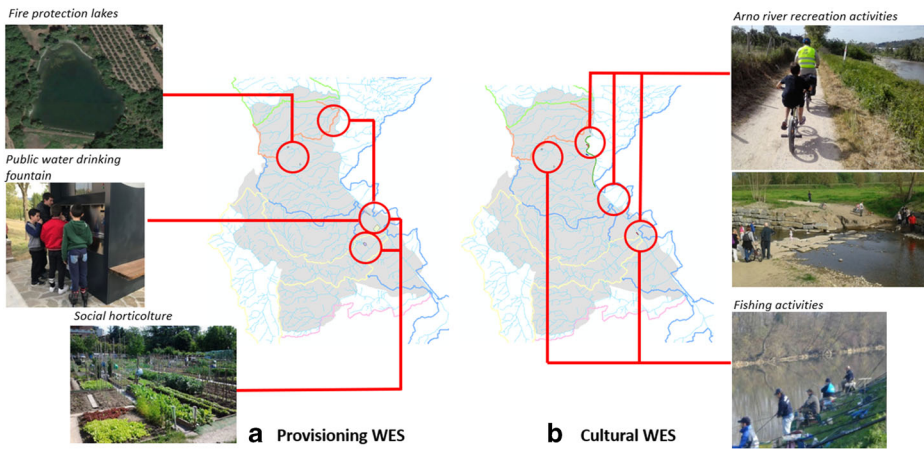 Fire protection lakes
Public water drinking
fountain
Social horticolture
a Provisioning WES
Arno river recreation activities
Fishing activities
b Cultural WES